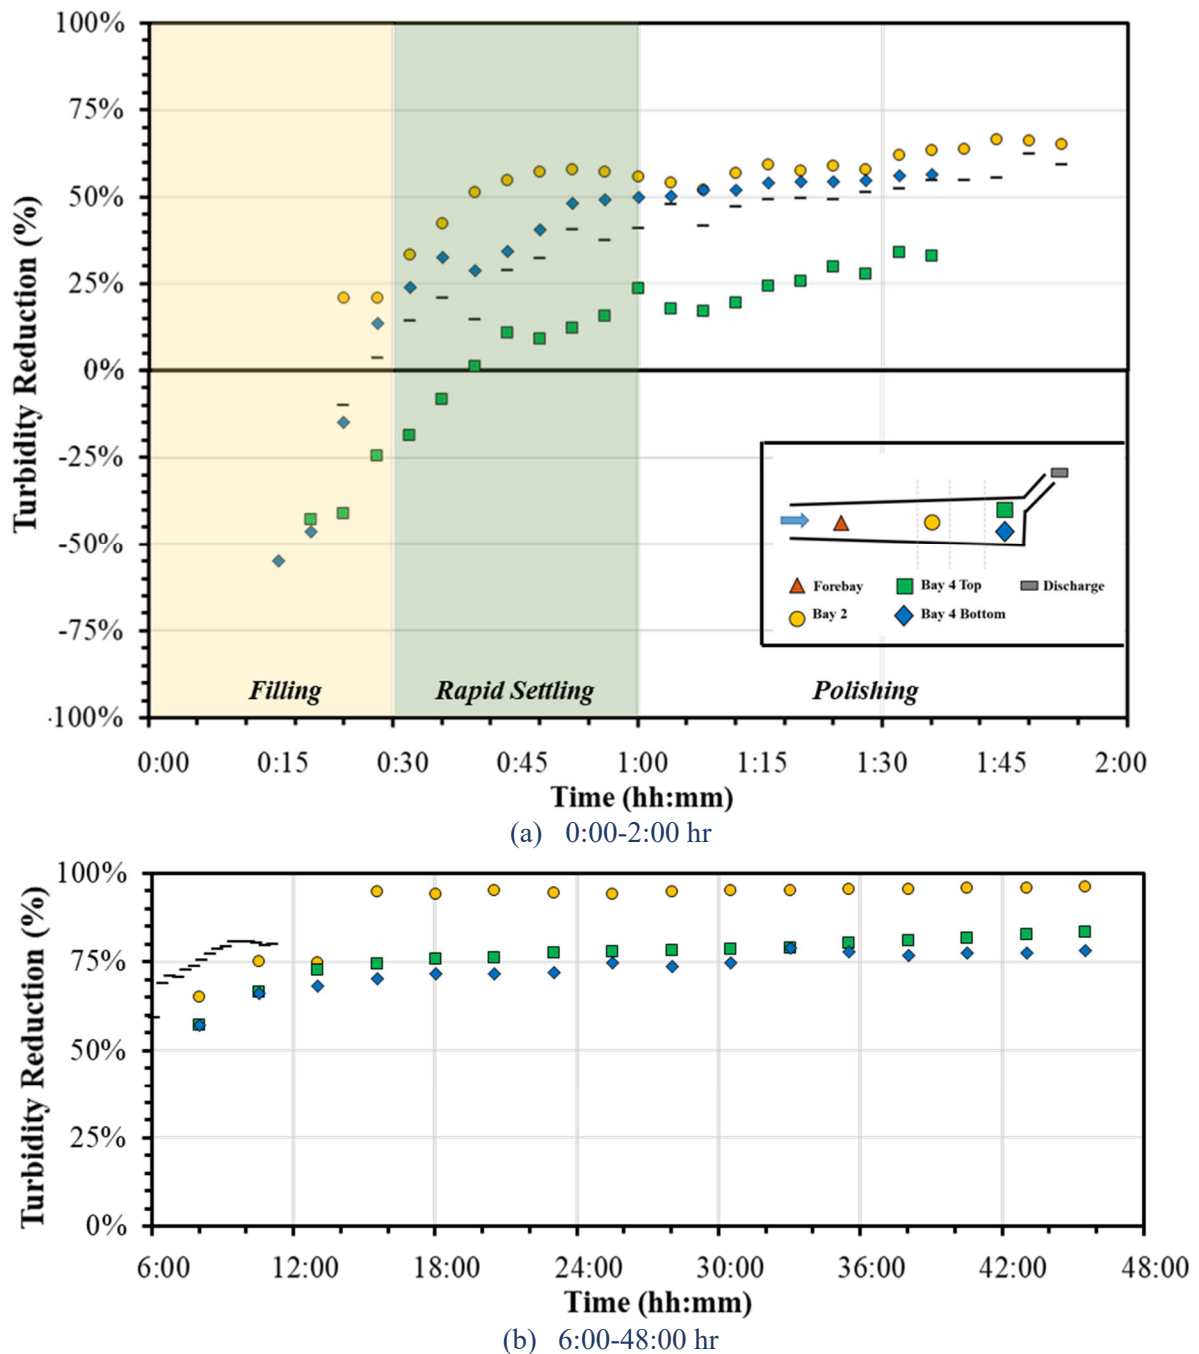 100%
75%
50%
25%
0%
-25%
-50%
-75%
-100%
Turbidity Reduction (%)
Filling
Rapid Settling
Polishing
Forebay
Bay 4 Top
Discharge
Bay 2
Bay 4 Bottom
0:00 0:15 0:30 0:45 1:00 1:15 1:30 1:45 2:00
Time (hh:mm)
(a) 0:00-2:00 hr
100%
75%
50%
25%
0%
Turbidity Reduction (%)
6:00 12:00 18:00 24:00 30:00 36:00 42:00 48:00
Time (hh:mm)
(b) 6:00-48:00 hr